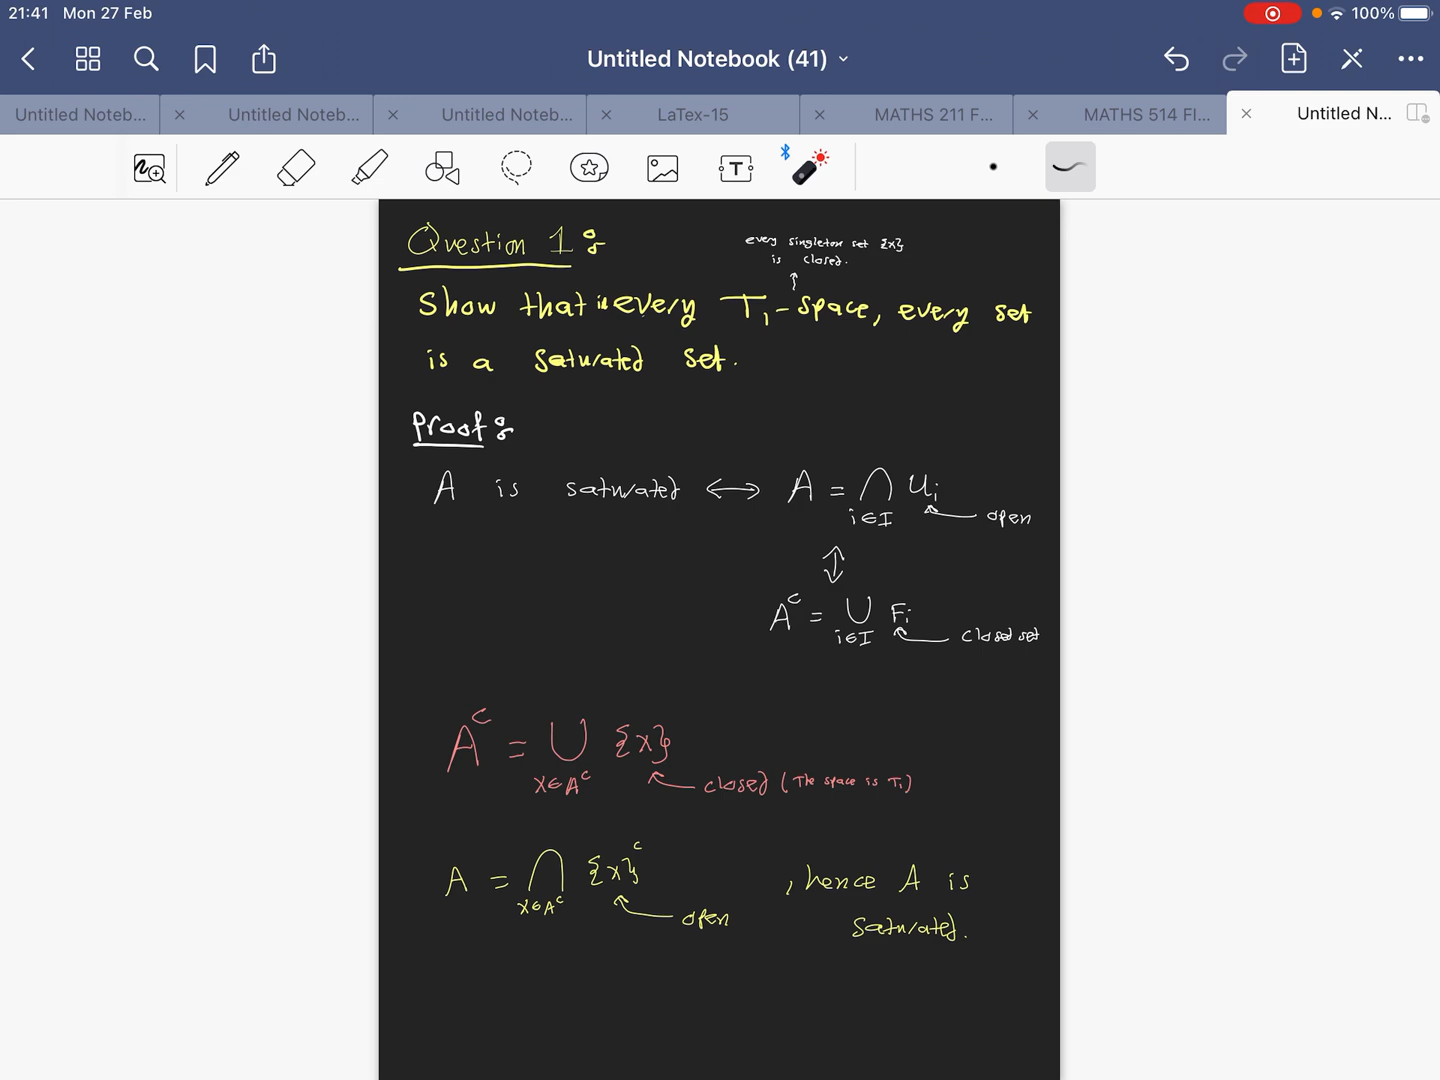 21:41 Mon 27 Feb
100%
Untitled Notebook (41)
Untitled Noteb...
Untitled Noteb...
Untitled Noteb...
LaTex-15
MATHS 211 F...
MATHS 514 FI...
Untitled N...
T
Question 1:
every singleton set {x}
is closed.
↑
Show that in every T₁-space, every set
is a saturated set.
Proof:
A is saturated ↔ A = ⋂ Uᵢ
i∈I
open
↕
Aᶜ = ⋃ Fᵢ
i∈I
closed set
Aᶜ = ⋃ {x}
x∈Aᶜ
closed (The space is T₁)
A = ⋂ {x}ᶜ , hence A is
x∈Aᶜ
open
saturated.